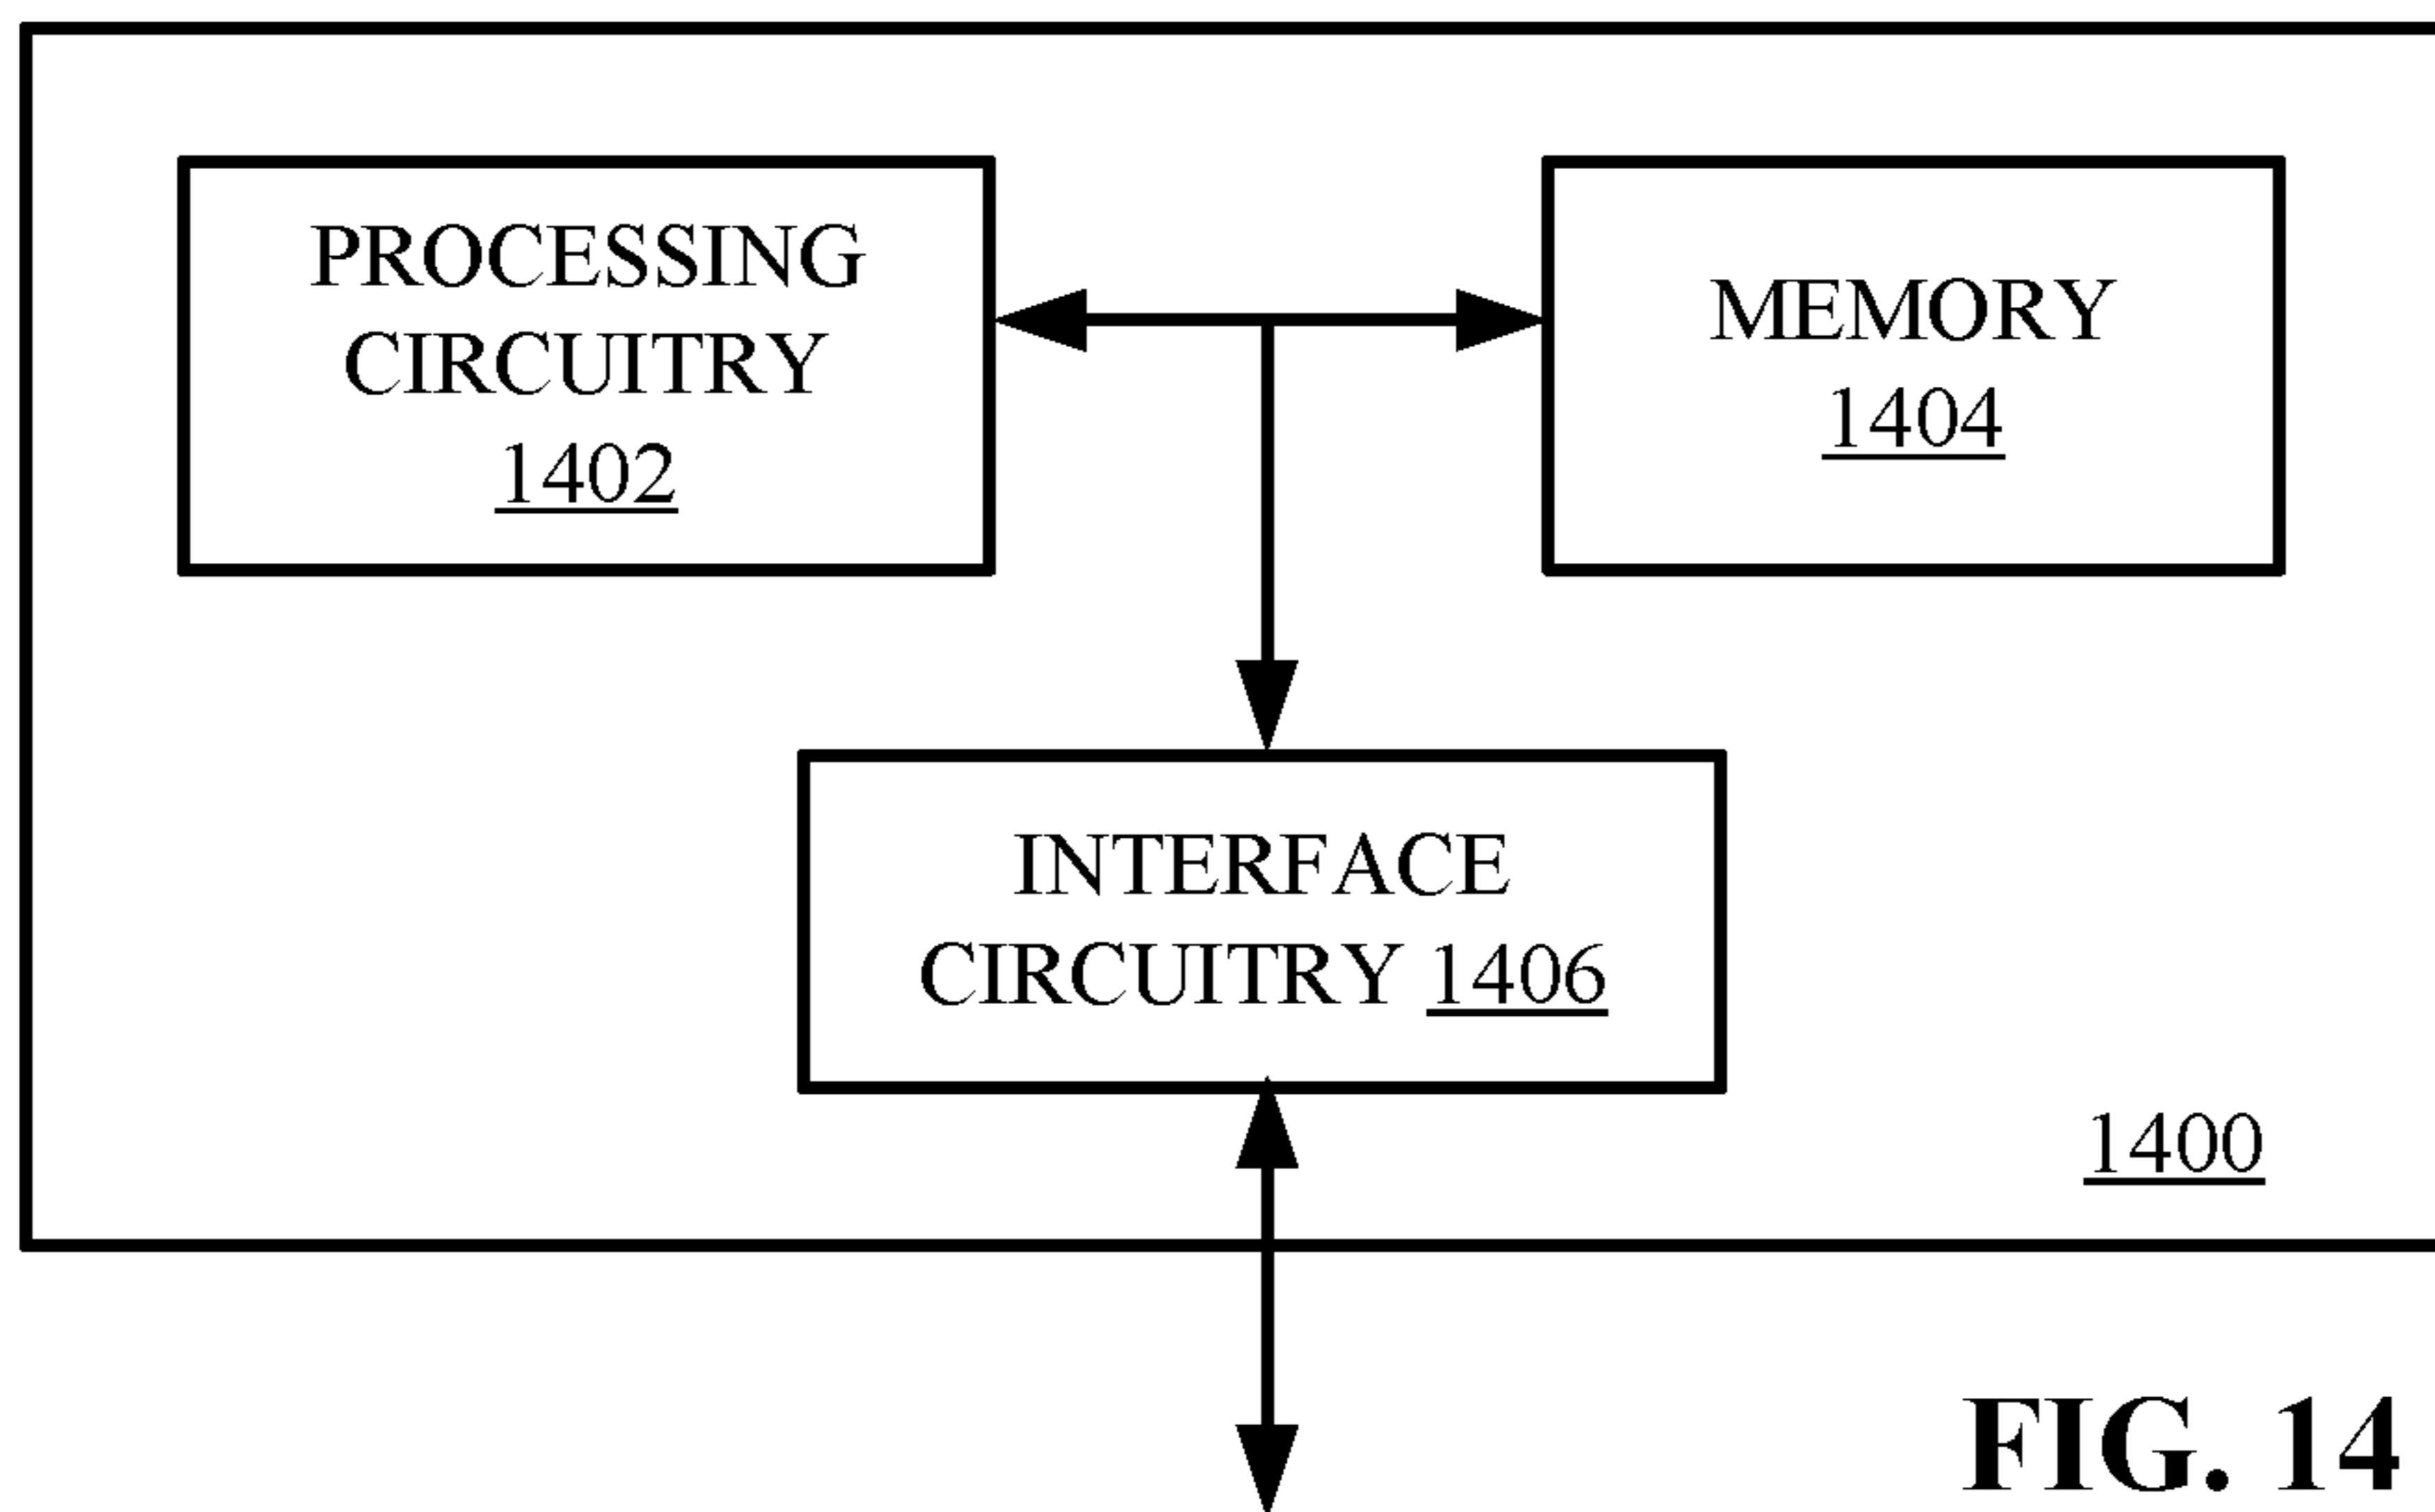 PROCESSING
CIRCUITRY
1402
MEMORY
1404
INTERFACE
CIRCUITRY 1406
1400
FIG. 14